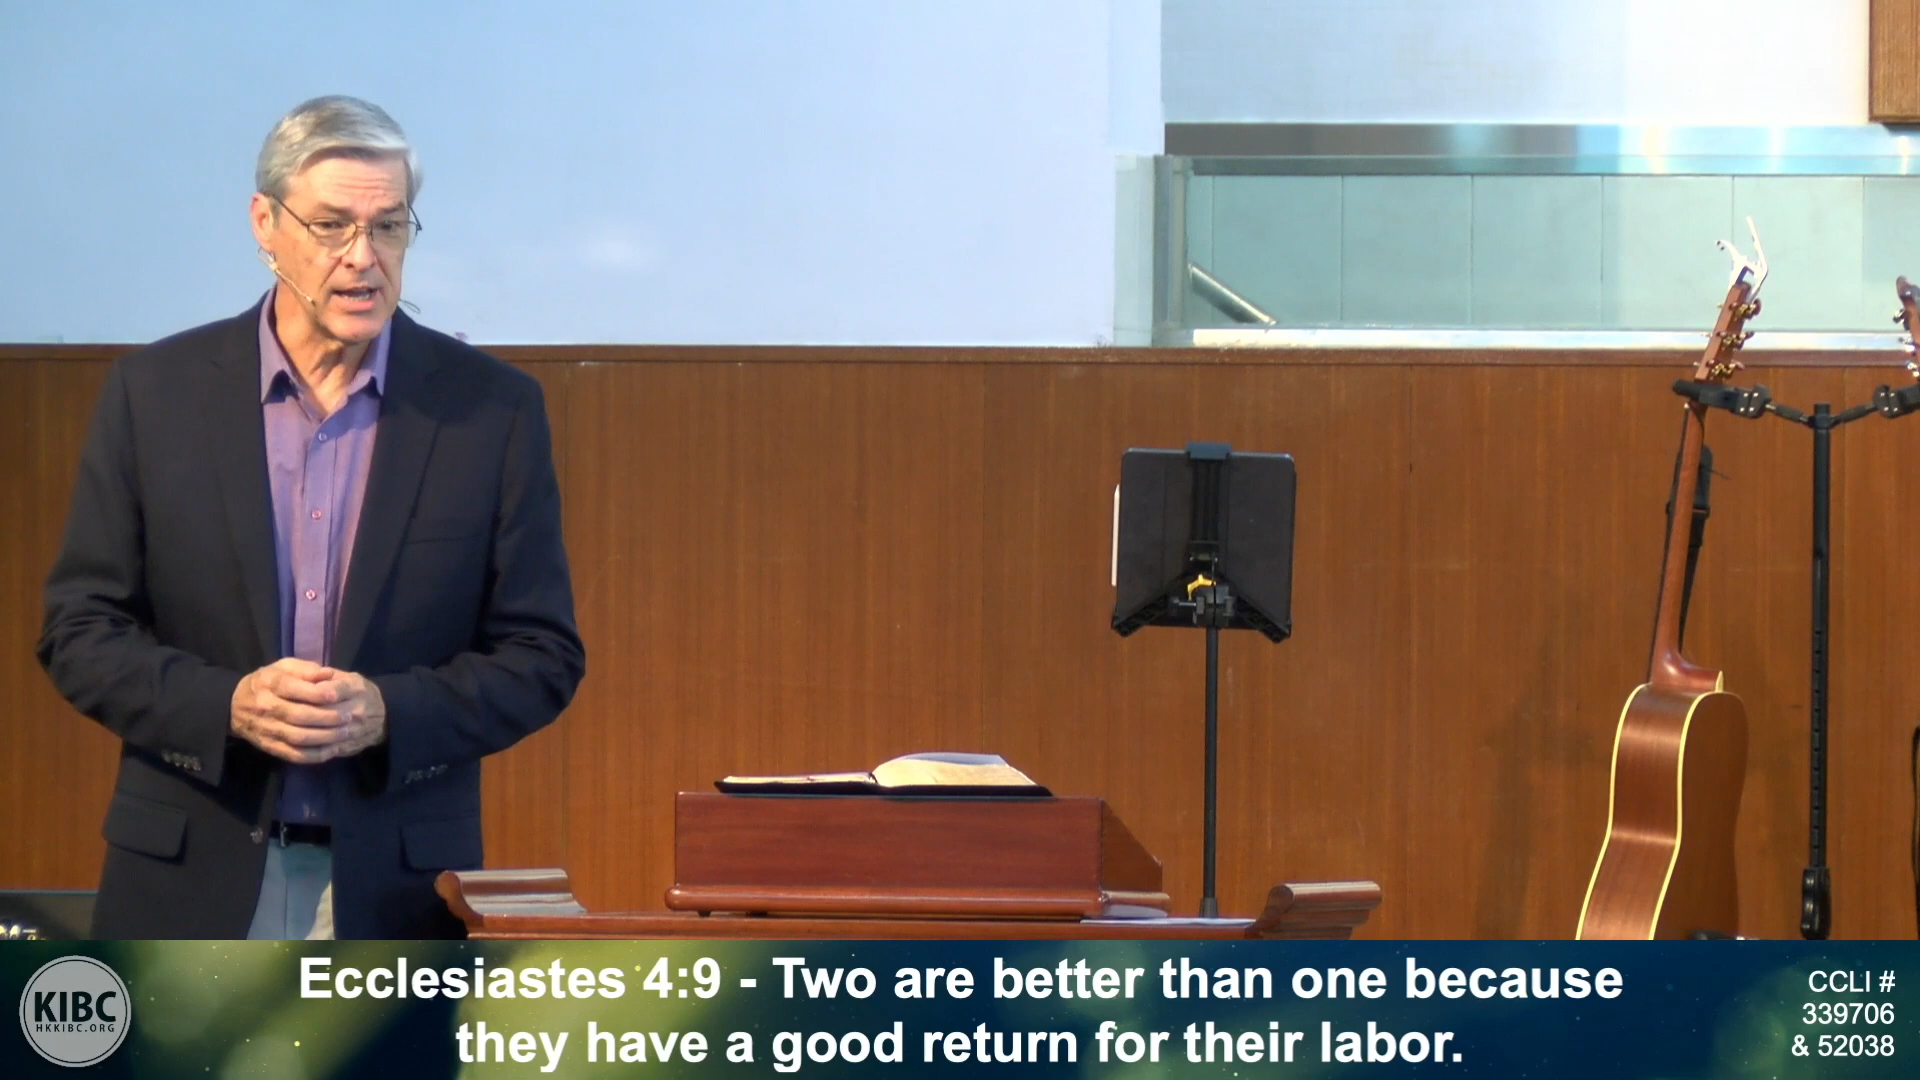 Ecclesiastes 4:9 - Two are better than one because
they have a good return for their labor.
KIBC
HKKIBC.ORG
CCLI #
339706
& 52038